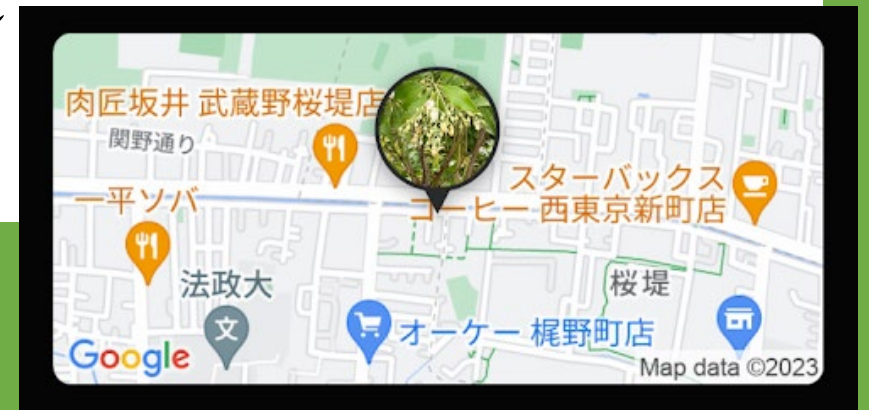 肉匠坂井 武蔵野桜堤店
関野通り
スターバックス
コーヒー 西東京新町店
一平ソバ
法政大
文
桜堤
オーケー 梶野町店
Google
Map data ©2023